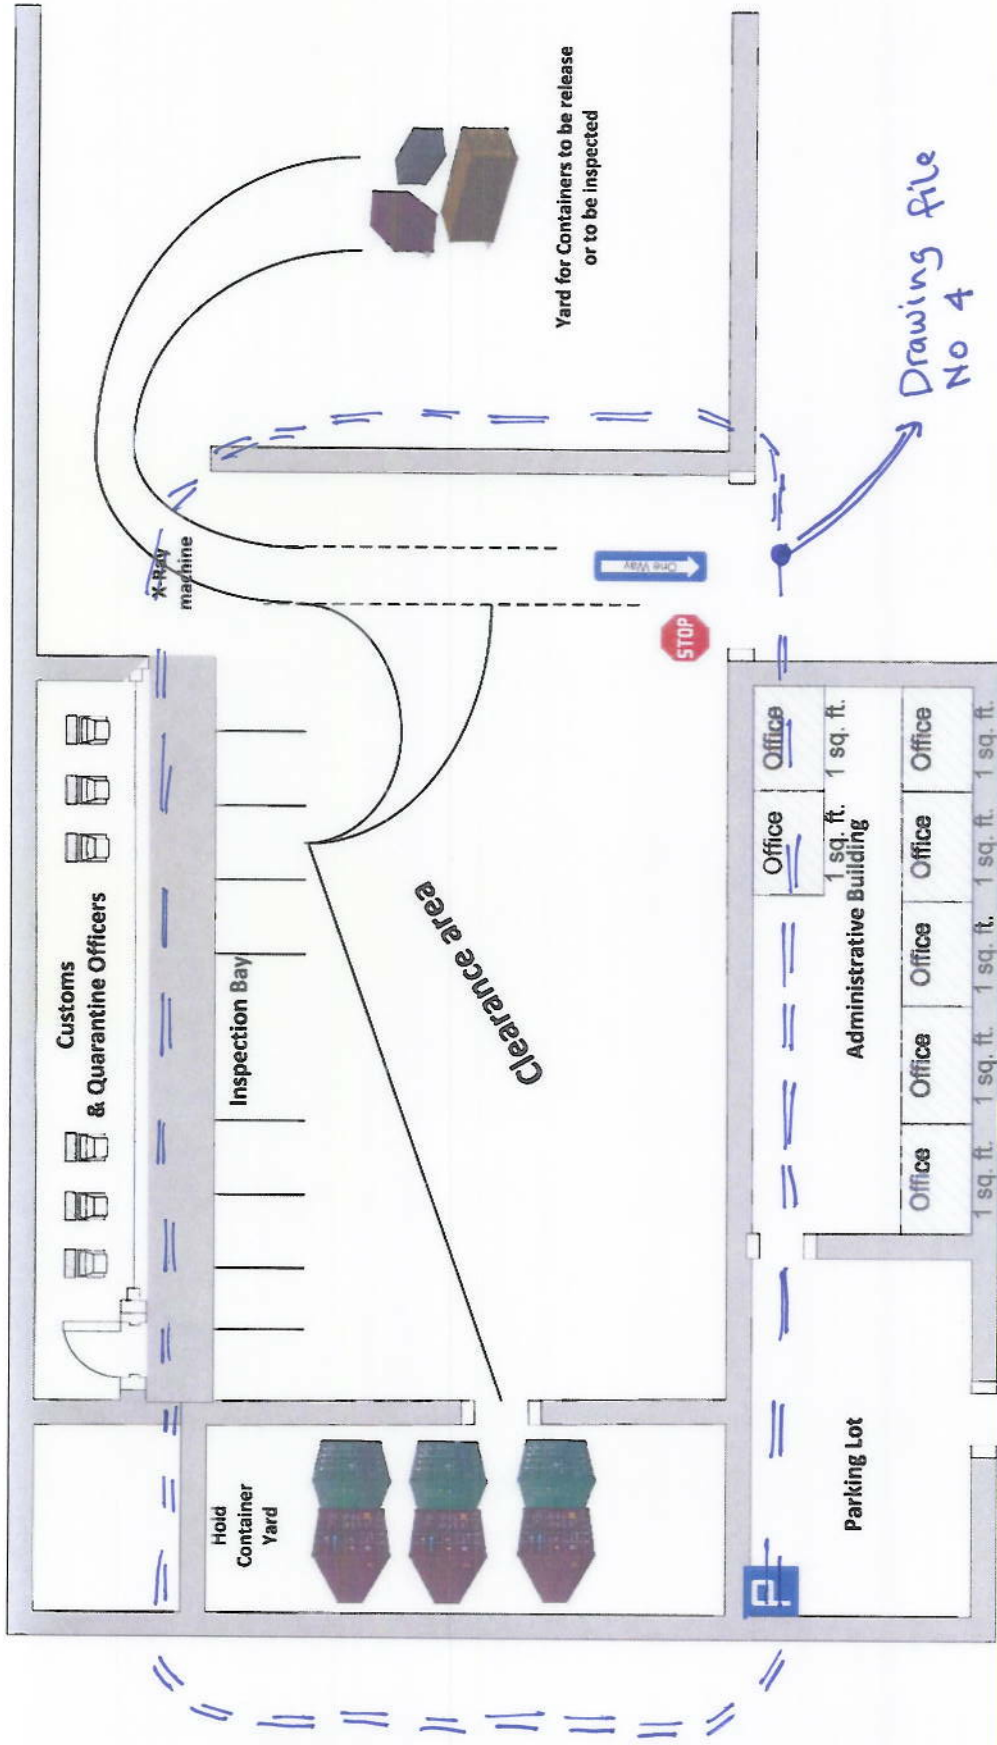 Customs
& Quarantine Officers
X-Ray
machine
Yard for Containers to be release
or to be inspected
Inspection Bay
Clearance area
Hold
Container
Yard
STOP
One Way
Drawing file
No 4
P
Parking Lot
Office
Office
1 sq. ft.
1 sq. ft.
Administrative Building
Office
Office
Office
Office
Office
1 sq. ft.
1 sq. ft.
1 sq. ft.
1 sq. ft.
1 sq. ft.